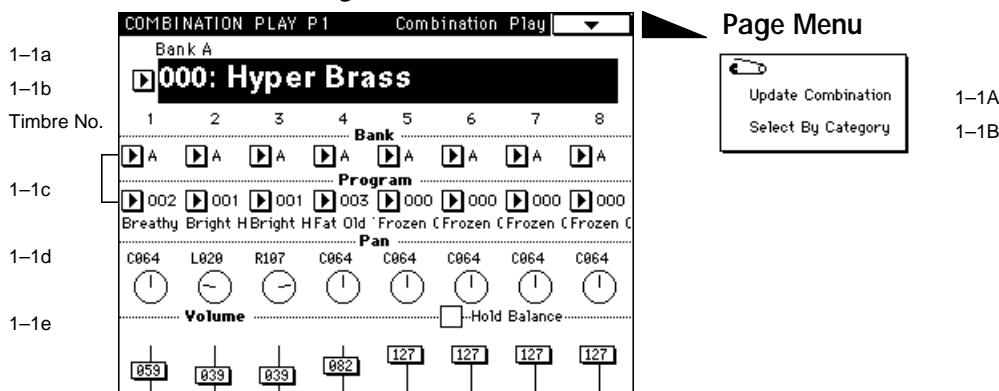 COMBINATION PLAY P1 Combination Play
Page Menu
1–1a Bank A
1–1b 000: Hyper Brass
Update Combination 1–1A
Select By Category 1–1B
Timbre No. 1 2 3 4 5 6 7 8
Bank
A A A A A A A A
1–1c Program
002 001 001 003 000 000 000 000
Breathy Bright H Bright H Fat Old Frozen Frozen Frozen Frozen
Pan
1–1d C064 L020 R107 C064 C064 C064 C064 C064
1–1e Volume Hold Balance
059 039 039 082 127 127 127 127